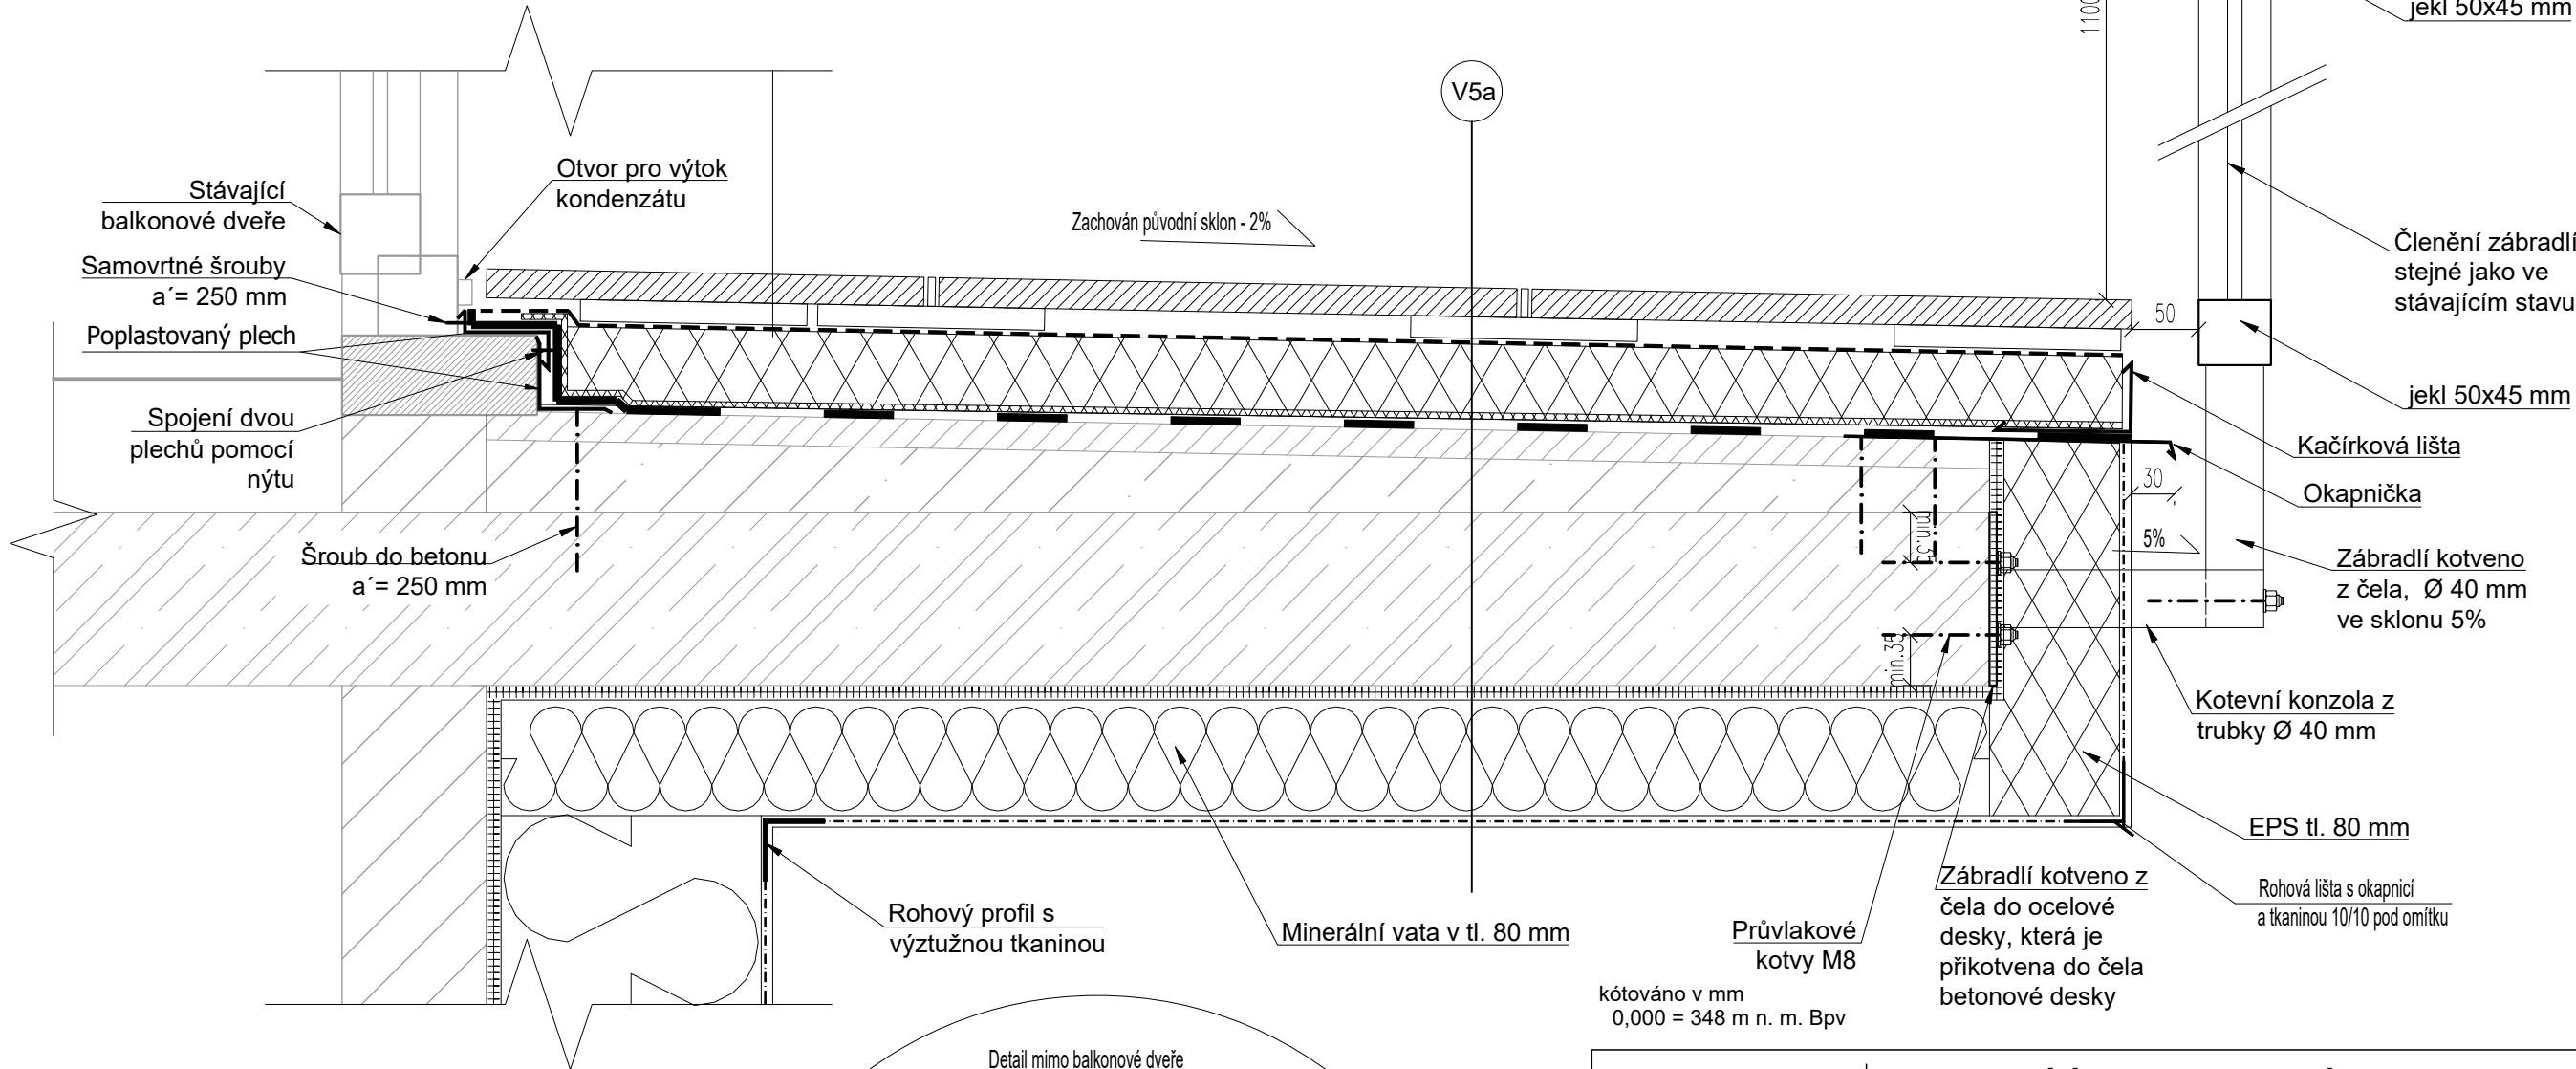 1100
jekl 50x45 mm
V5a
Otvor pro výtok
kondenzátu
Stávající
balkonové dveře
Zachován původní sklon - 2%
Členění zábradlí
stejné jako ve
stávajícím stavu
Samovrtné šrouby
a´= 250 mm
50
Poplastovaný plech
jekl 50x45 mm
Spojení dvou
plechů pomocí
nýtu
Kačírková lišta
30
Okapnička
min.35
5%
Šroub do betonu
a´= 250 mm
Zábradlí kotveno
z čela, Ø 40 mm
ve sklonu 5%
min.35
Kotevní konzola z
trubky Ø 40 mm
EPS tl. 80 mm
Rohová lišta s okapnicí
a tkaninou 10/10 pod omítku
Rohový profil s
výztužnou tkaninou
Minerální vata v tl. 80 mm
Průvlakové
kotvy M8
Zábradlí kotveno z
čela do ocelové
desky, která je
přikotvena do čela
betonové desky
kótováno v mm
0,000 = 348 m n. m. Bpv
Detail mimo balkonové dveře